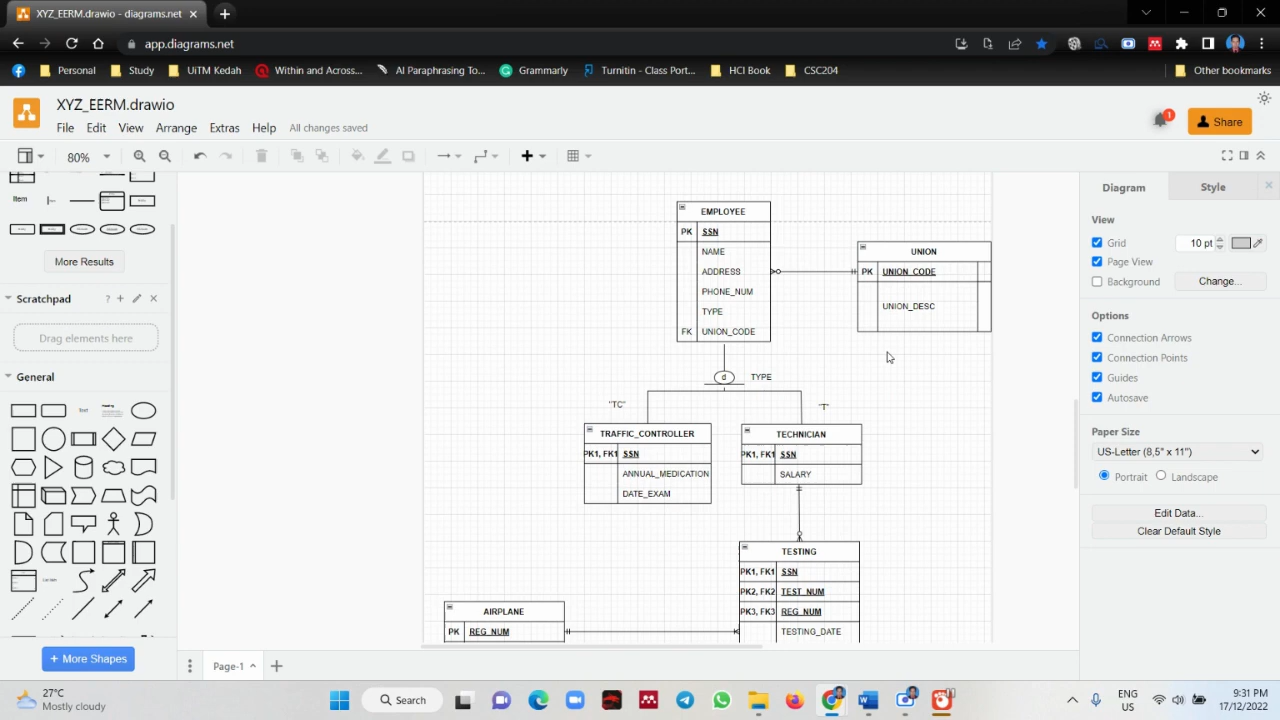 XYZ_EERM.drawio - diagrams.net
app.diagrams.net
Personal
Study
UiTM Kedah
Within and Across...
AI Paraphrasing To...
Grammarly
Turnitin - Class Port...
HCI Book
CSC204
Other bookmarks
XYZ_EERM.drawio
File Edit View Arrange Extras Help All changes saved
1
Share
80%
Item
More Results
Scratchpad
?
Drag elements here
General
Text
Heading
+ More Shapes
EMPLOYEE
PK SSN
NAME
ADDRESS
PHONE_NUM
TYPE
FK UNION_CODE
UNION
PK UNION_CODE
UNION_DESC
d TYPE
"TC"
"T"
TRAFFIC_CONTROLLER
PK1, FK1 SSN
ANNUAL_MEDICATION
DATE_EXAM
TECHNICIAN
PK1, FK1 SSN
SALARY
TESTING
PK1, FK1 SSN
PK2, FK2 TEST_NUM
PK3, FK3 REG_NUM
TESTING_DATE
AIRPLANE
PK REG_NUM
Diagram Style
View
Grid 10 pt
Page View
Background Change...
Options
Connection Arrows
Connection Points
Guides
Autosave
Paper Size
US-Letter (8,5" x 11")
Portrait Landscape
Edit Data...
Clear Default Style
Page-1
27°C
Mostly cloudy
Search
ENG
US
9:31 PM
17/12/2022